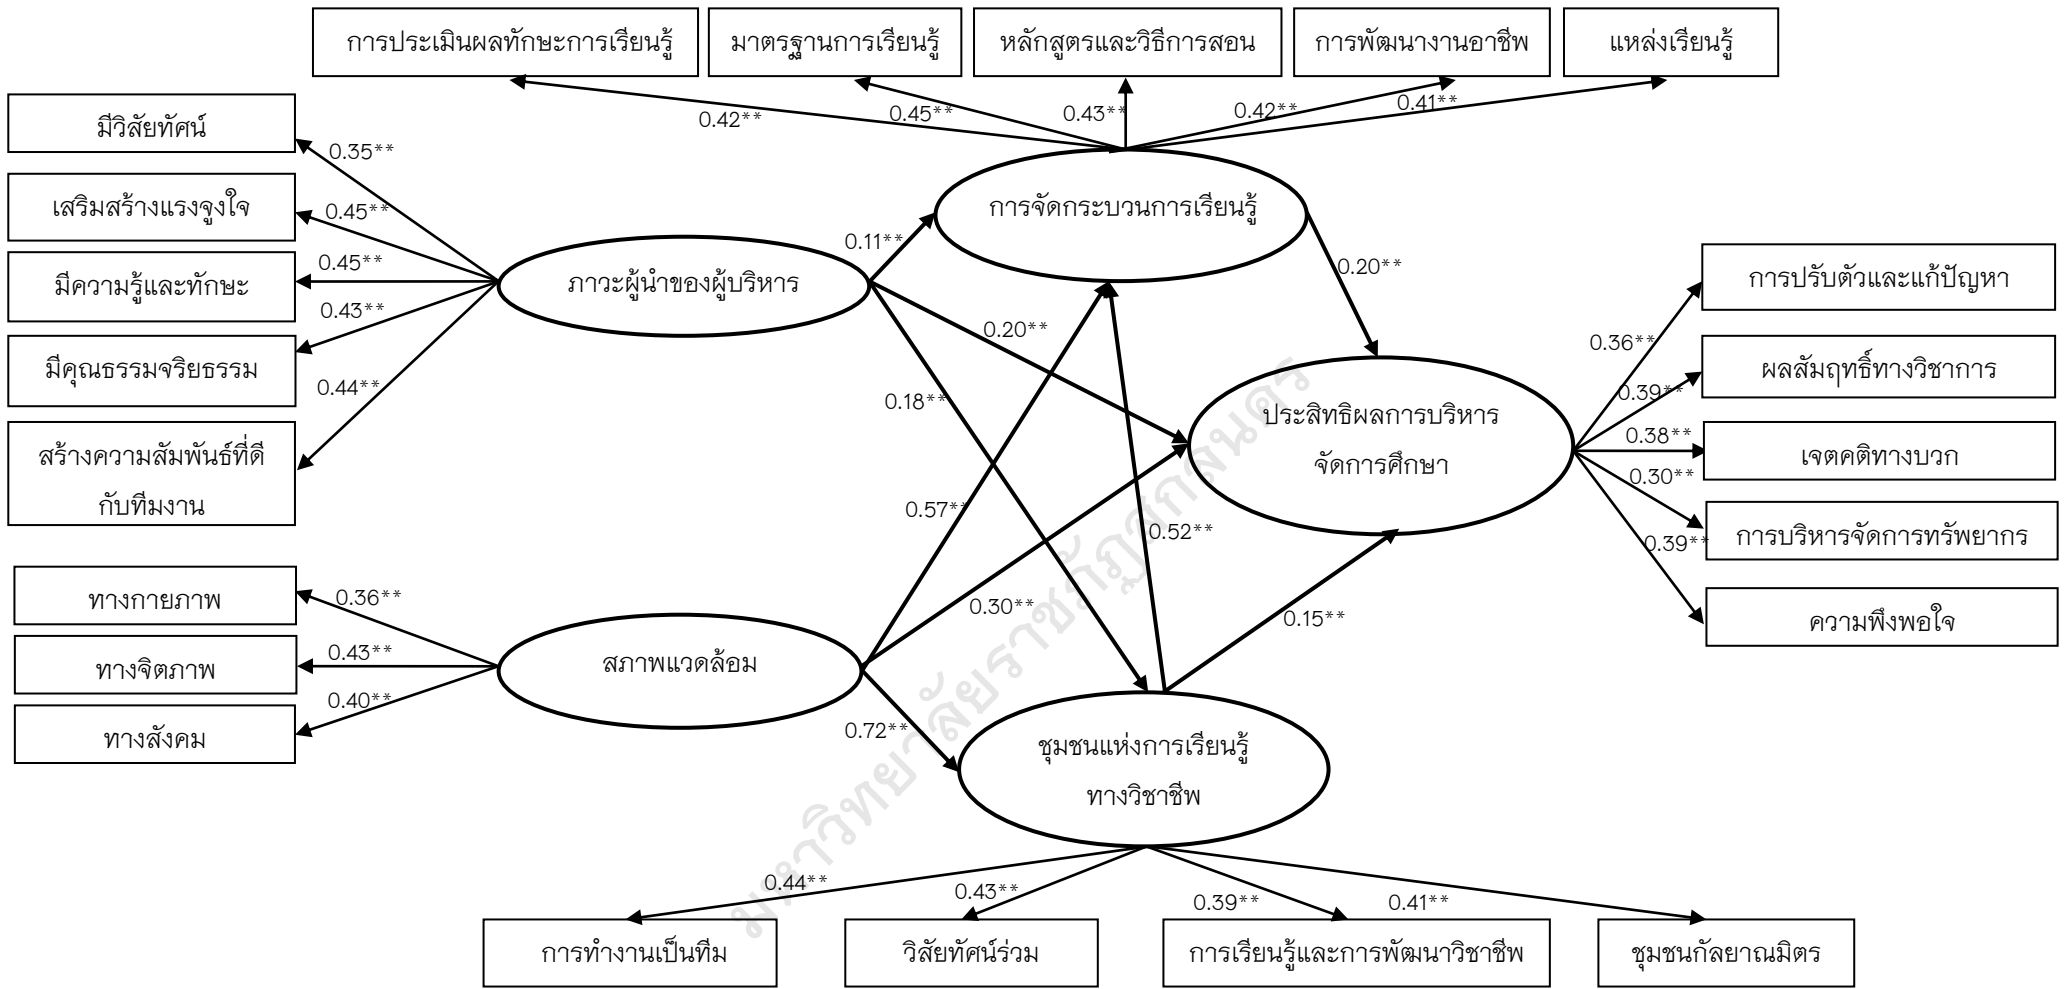 การประเมินผลทักษะการเรียนรู้
มาตรฐานการเรียนรู้
หลักสูตรและวิธีการสอน
การพัฒนางานอาชีพ
แหล่งเรียนรู้
0.42**
0.45**
0.43**
0.42**
0.41**
มีวิสัยทัศน์
เสริมสร้างแรงจูงใจ
มีความรู้และทักษะ
มีคุณธรรมจริยธรรม
สร้างความสัมพันธ์ที่ดี
กับทีมงาน
0.35**
0.45**
0.45**
0.43**
0.44**
ภาวะผู้นำของผู้บริหาร
การจัดกระบวนการเรียนรู้
0.11**
0.20**
0.20**
0.18**
0.57**
0.52**
0.30**
0.15**
0.72**
ประสิทธิผลการบริหาร
จัดการศึกษา
0.36**
0.39**
0.38**
0.30**
0.39**
การปรับตัวและแก้ปัญหา
ผลสัมฤทธิ์ทางวิชาการ
เจตคติทางบวก
การบริหารจัดการทรัพยากร
ความพึงพอใจ
ทางกายภาพ
ทางจิตภาพ
ทางสังคม
0.36**
0.43**
0.40**
สภาพแวดล้อม
ชุมชนแห่งการเรียนรู้
ทางวิชาชีพ
0.44**
0.43**
0.39**
0.41**
การทำงานเป็นทีม
วิสัยทัศน์ร่วม
การเรียนรู้และการพัฒนาวิชาชีพ
ชุมชนกัลยาณมิตร
มหาวิทยาลัยราชภัฏสกลนคร